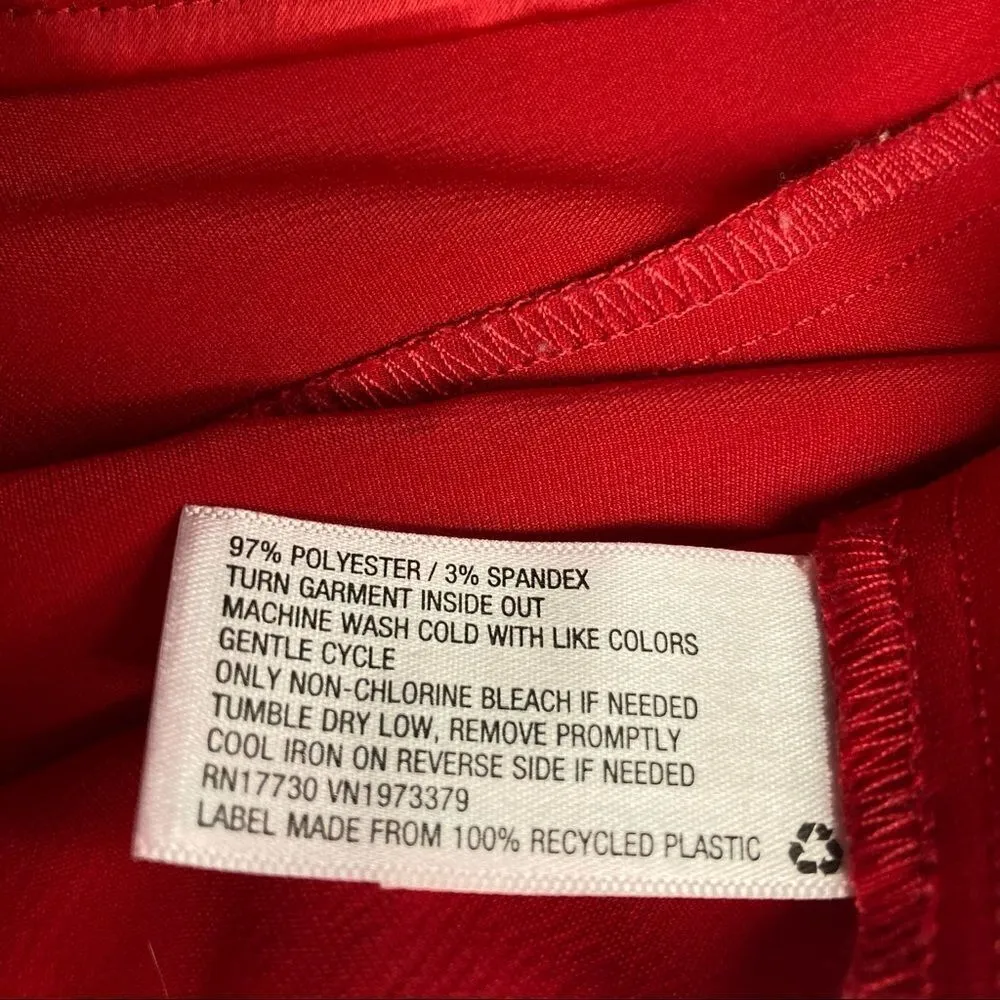 97% POLYESTER / 3% SPANDEX
TURN GARMENT INSIDE OUT
MACHINE WASH COLD WITH LIKE COLORS
GENTLE CYCLE
ONLY NON-CHLORINE BLEACH IF NEEDED
TUMBLE DRY LOW, REMOVE PROMPTLY
COOL IRON ON REVERSE SIDE IF NEEDED
RN17730 VN1973379
LABEL MADE FROM 100% RECYCLED PLASTIC